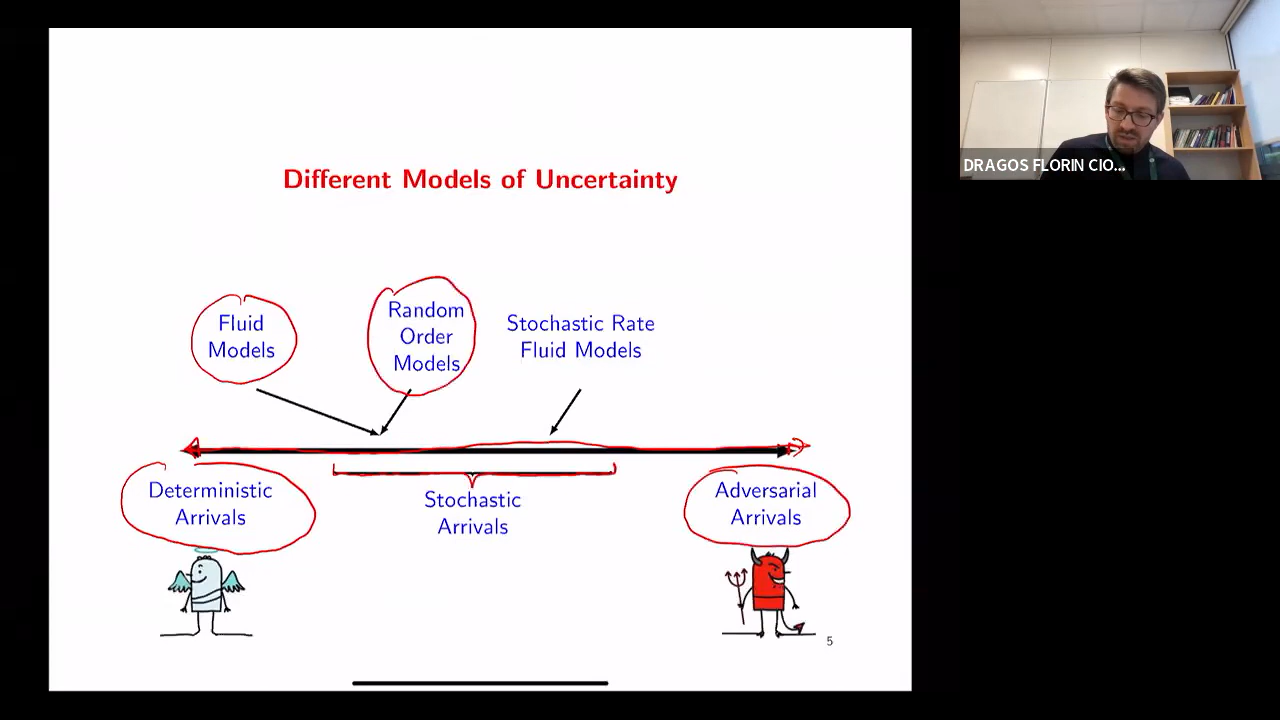 Different Models of Uncertainty
Fluid
Models
Random
Order
Models
Stochastic Rate
Fluid Models
Deterministic
Arrivals
Stochastic
Arrivals
Adversarial
Arrivals
5
DRAGOS FLORIN CIO...